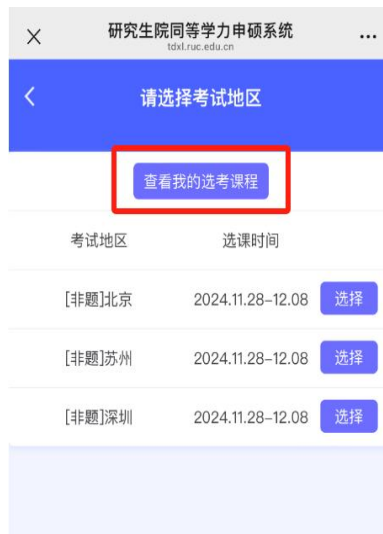 研究生院同等学力申硕系统
tdxl.ruc.edu.cn
请选择考试地区
查看我的选考课程
考试地区 选课时间
[非题]北京 2024.11.28–12.08 选择
[非题]苏州 2024.11.28–12.08 选择
[非题]深圳 2024.11.28–12.08 选择